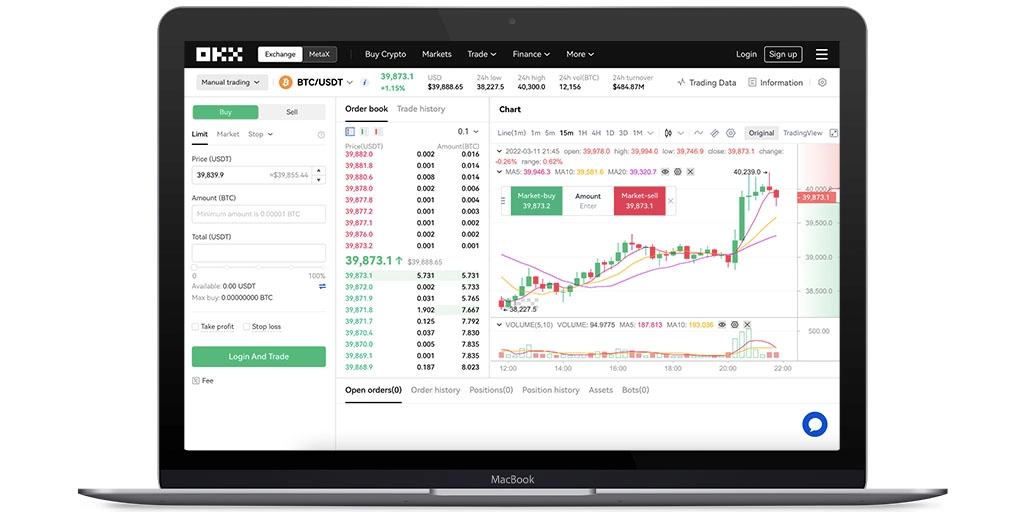 OKX Exchange MetaX Buy Crypto Markets Trade Finance More Login Sign up
Manual trading BTC/USDT 39,873.1 +1.15% USD $39,888.65 24h low 38,227.5 24h high 40,300.0 24h vol(BTC) 12,156 24h turnover $484.87M Trading Data Information
Buy Sell
Limit Market Stop
Price (USDT)
39,839.9 ≈$39,855.44
Amount (BTC)
Minimum amount is 0.00001 BTC
Total (USDT)
0 100%
Available: 0.00 USDT
Max buy: 0.00000000 BTC
Take profit Stop loss
Login And Trade
Fee
Order book Trade history
0.1
Price(USDT) Amount(BTC)
39,882.0 0.002 0.016
39,881.8 0.001 0.014
39,880.6 0.008 0.014
39,878.0 0.002 0.006
39,877.8 0.001 0.004
39,877.2 0.001 0.003
39,877.1 0.001 0.002
39,876.0 0.002 0.002
39,873.2 0.001 0.001
39,873.1 $39,888.65
39,873.1 5.731 5.731
39,872.0 0.002 5.733
39,871.9 0.031 5.765
39,871.8 1.902 7.667
39,871.7 0.125 7.792
39,870.4 0.037 7.830
39,870.0 0.005 7.835
39,869.1 0.001 7.835
39,868.9 0.187 8.023
Chart
Line(1m) 1m 5m 15m 1H 4H 1D 3D 1M Original TradingView
2022-03-11 21:45 open: 39,978.0 high: 39,994.0 low: 39,746.9 close: 39,873.1 change:
-0.26% range: 0.62%
MA5: 39,946.3 MA10: 39,581.6 MA20: 39,320.7
40,239.0
Market-buy 39,873.2 Amount Enter Market-sell 39,873.1
40,000.0
39,873.1
39,500.0
39,000.0
38,500.0
38,227.5
VOLUME(5,10) VOLUME: 94.9775 MA5: 187.813 MA10: 193.036
500.00
12:00 14:00 16:00 18:00 20:00 22:00
Open orders(0) Order history Positions(0) Position history Assets Bots(0)
MacBook